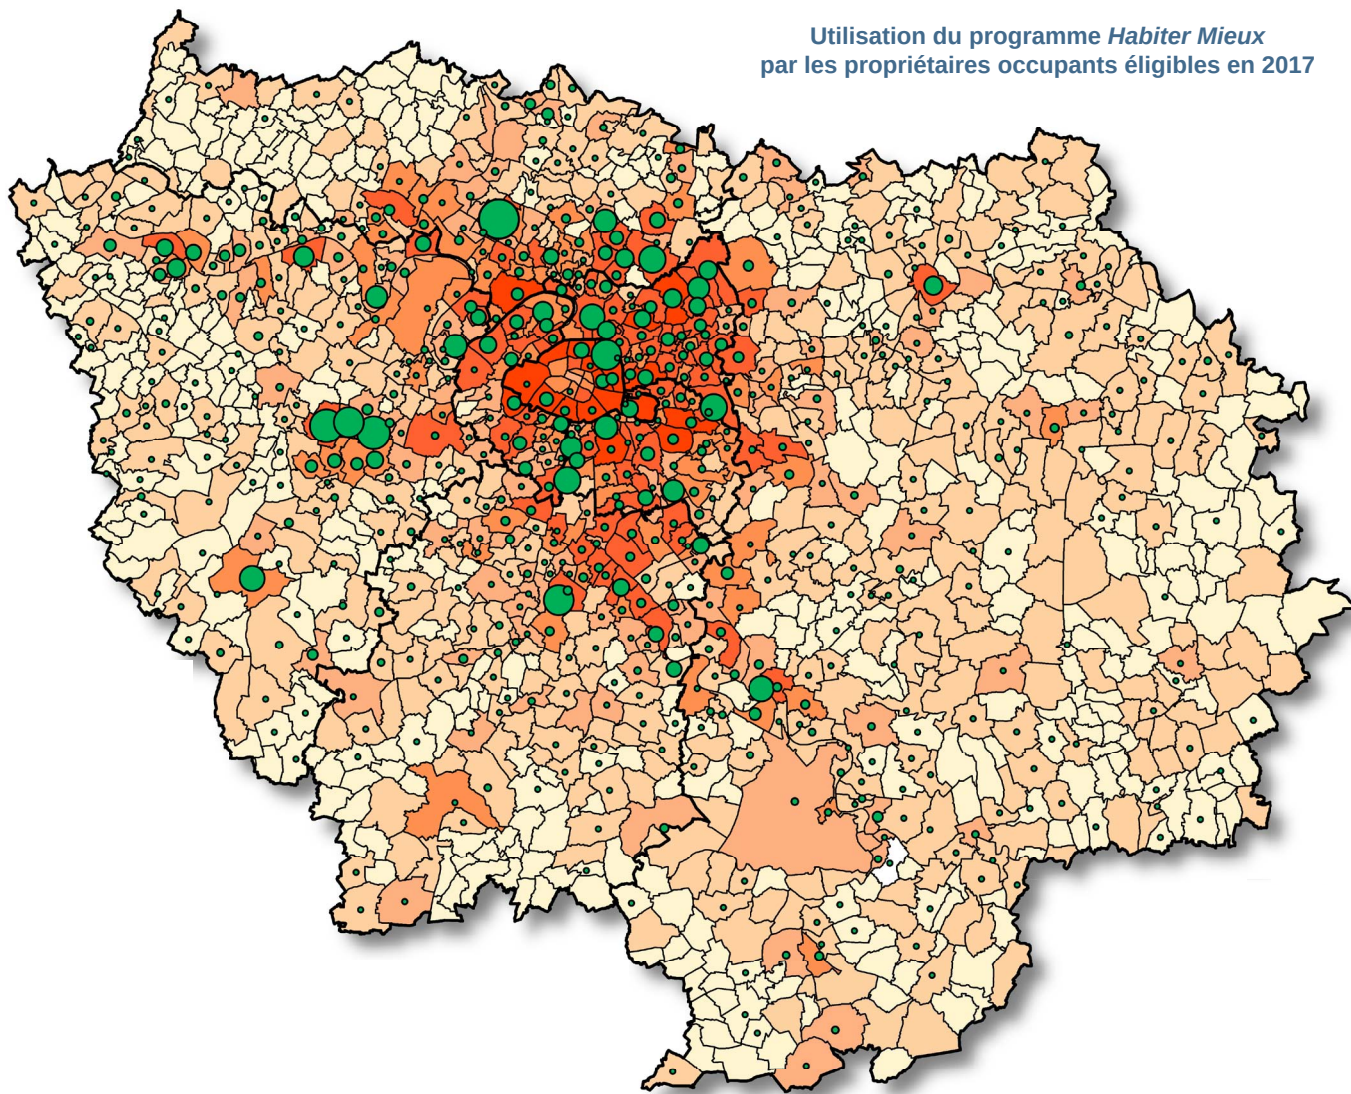 Utilisation du programme Habiter Mieux
par les propriétaires occupants éligibles en 2017